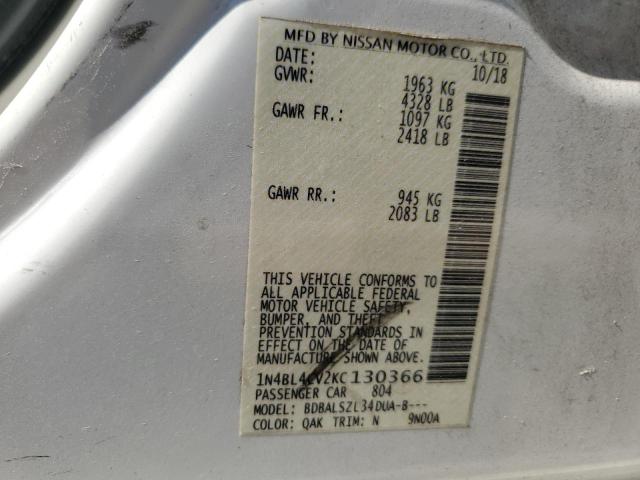 MFD BY NISSAN MOTOR CO., LTD.
DATE: 10/18
GVWR: 1963 KG
4328 LB
GAWR FR.: 1097 KG
2418 LB
GAWR RR.: 945 KG
2083 LB
THIS VEHICLE CONFORMS TO
ALL APPLICABLE FEDERAL
MOTOR VEHICLE SAFETY,
BUMPER, AND THEFT
PREVENTION STANDARDS IN
EFFECT ON THE DATE OF
MANUFACTURE SHOWN ABOVE.
1N4BL4CV2KC130366
PASSENGER CAR 804
MODEL: BDBALSZL34DUA-B---
COLOR: QAK TRIM: N 9N00A